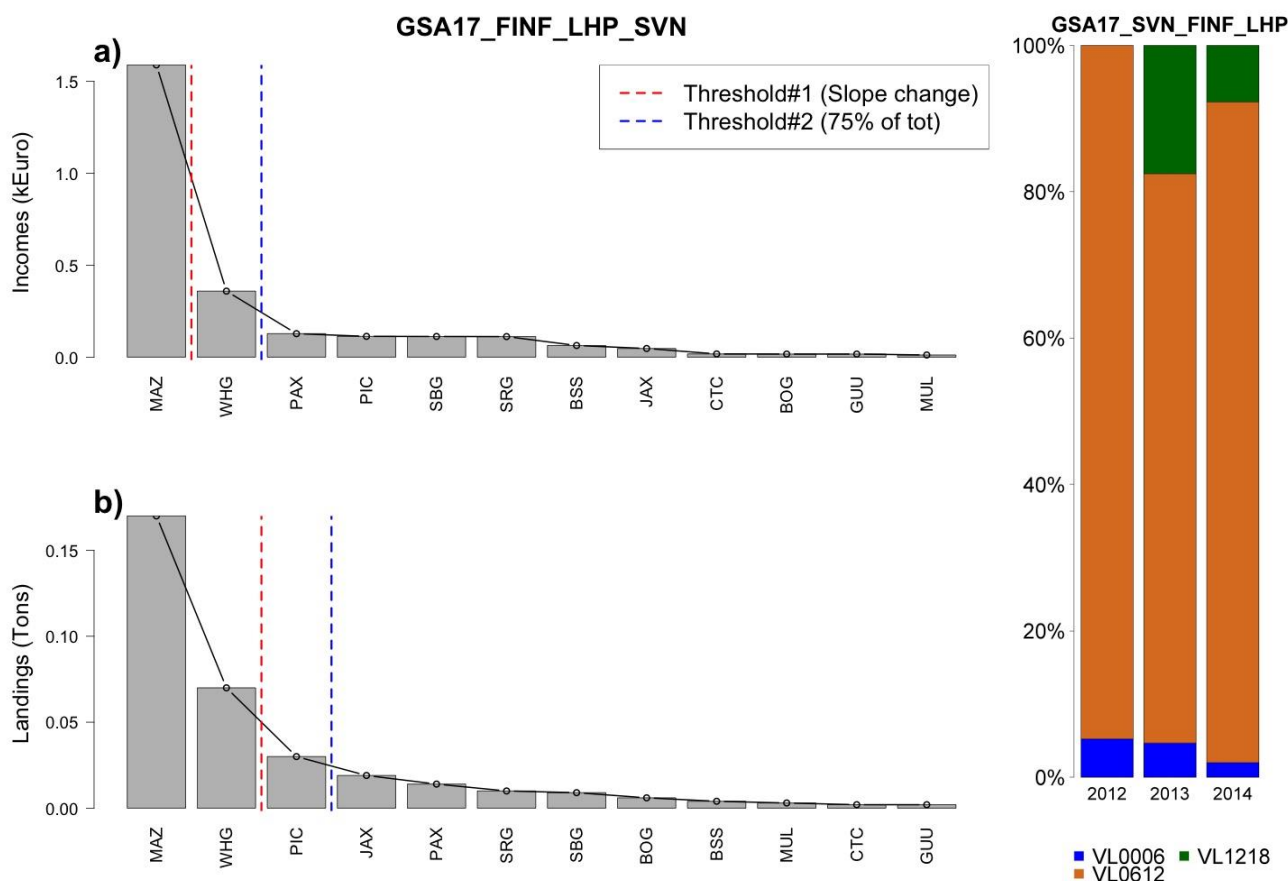 GSA17_FINF_LHP_SVN
a)
Threshold#1 (Slope change)
Threshold#2 (75% of tot)
Incomes (kEuro)
1.5
1.0
0.5
0.0
MAZ WHG PAX PIC SBG SRG BSS JAX CTC BOG GUU MUL
b)
Landings (Tons)
0.15
0.10
0.05
0.00
MAZ WHG PIC JAX PAX SRG SBG BOG BSS MUL CTC GUU
GSA17_SVN_FINF_LHP
100%
80%
60%
40%
20%
0%
2012 2013 2014
VL0006 VL1218
VL0612